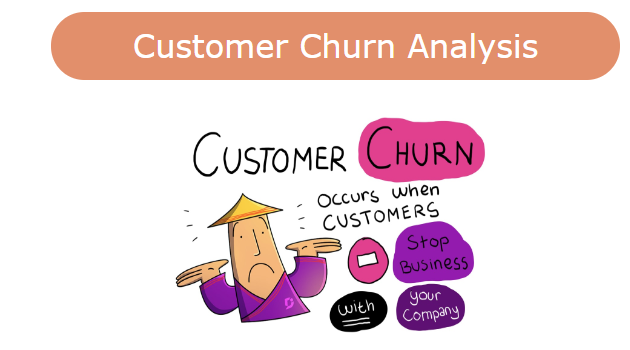 Customer Churn Analysis
CUSTOMER CHURN
Occurs when
CUSTOMERS
Stop
Business
with
your
Company